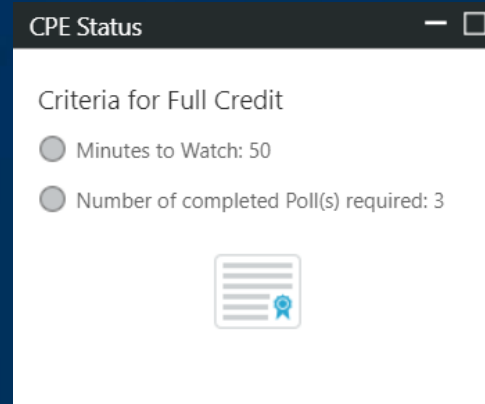 CPE Status
Criteria for Full Credit
Minutes to Watch: 50
Number of completed Poll(s) required: 3